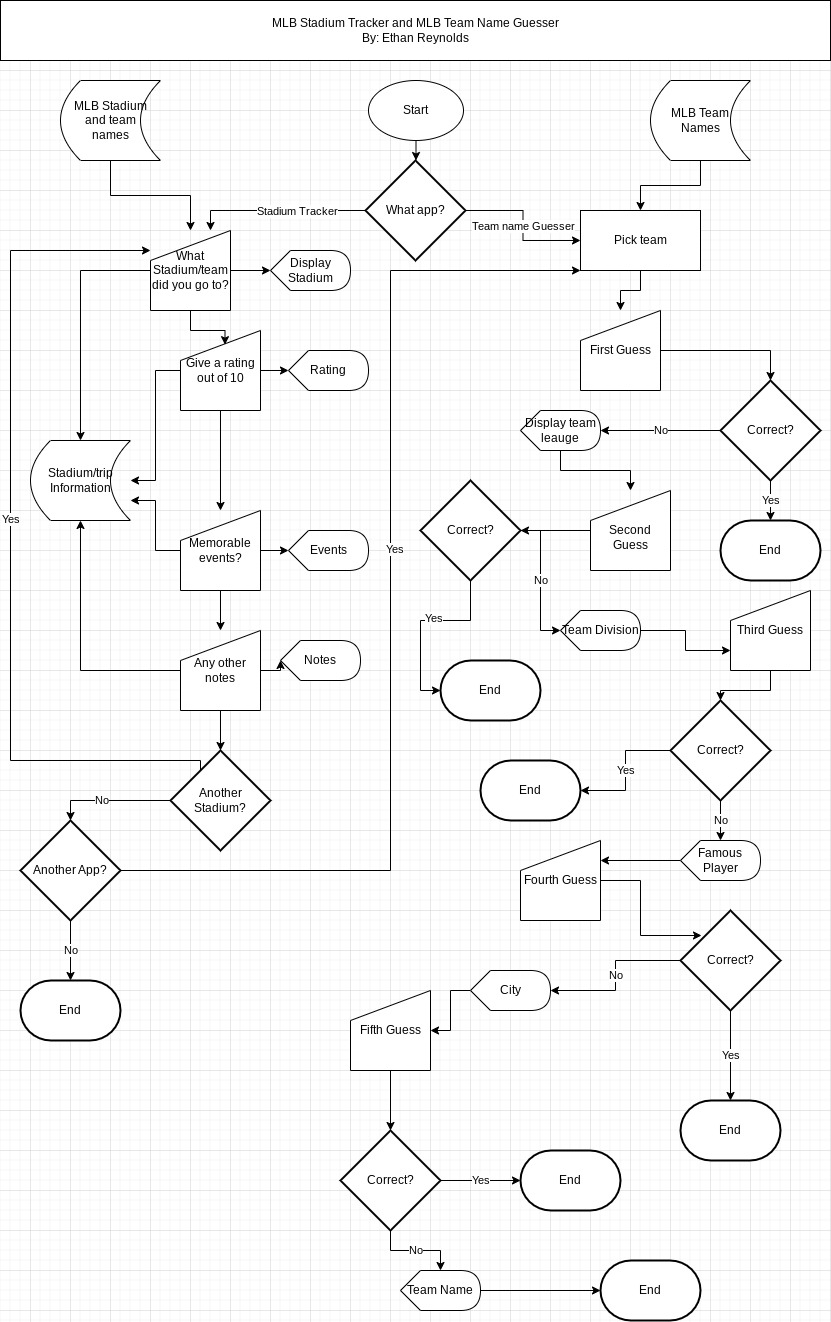 MLB Stadium Tracker and MLB Team Name Guesser
By: Ethan Reynolds
MLB Stadium
and team
names
Start
MLB Team
Names
What app?
Stadium Tracker
Team name Guesser
Pick team
What
Stadium/team
did you go to?
Display
Stadium
First Guess
Give a rating
out of 10
Rating
Correct?
No
Display team
leauge
Yes
End
Stadium/trip
Information
Yes
Memorable
events?
Events
Yes
Correct?
Second
Guess
No
Team Division
Third Guess
Yes
End
Any other
notes
Notes
Correct?
Yes
End
No
Another
Stadium?
No
Another App?
Famous
Player
Fourth Guess
Correct?
No
City
No
End
Fifth Guess
Yes
End
Correct?
Yes
End
No
Team Name
End